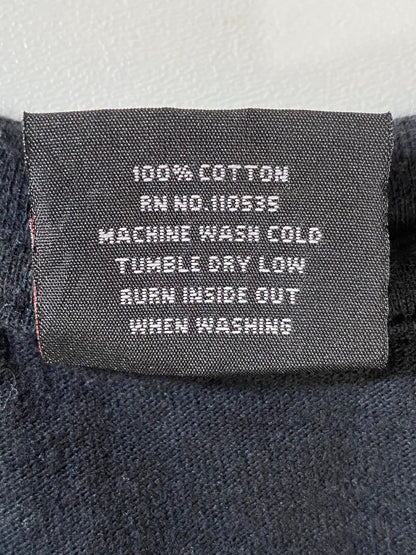 100% COTTON
RN NO.110535
MACHINE WASH COLD
TUMBLE DRY LOW
RURN INSIDE OUT
WHEN WASHING